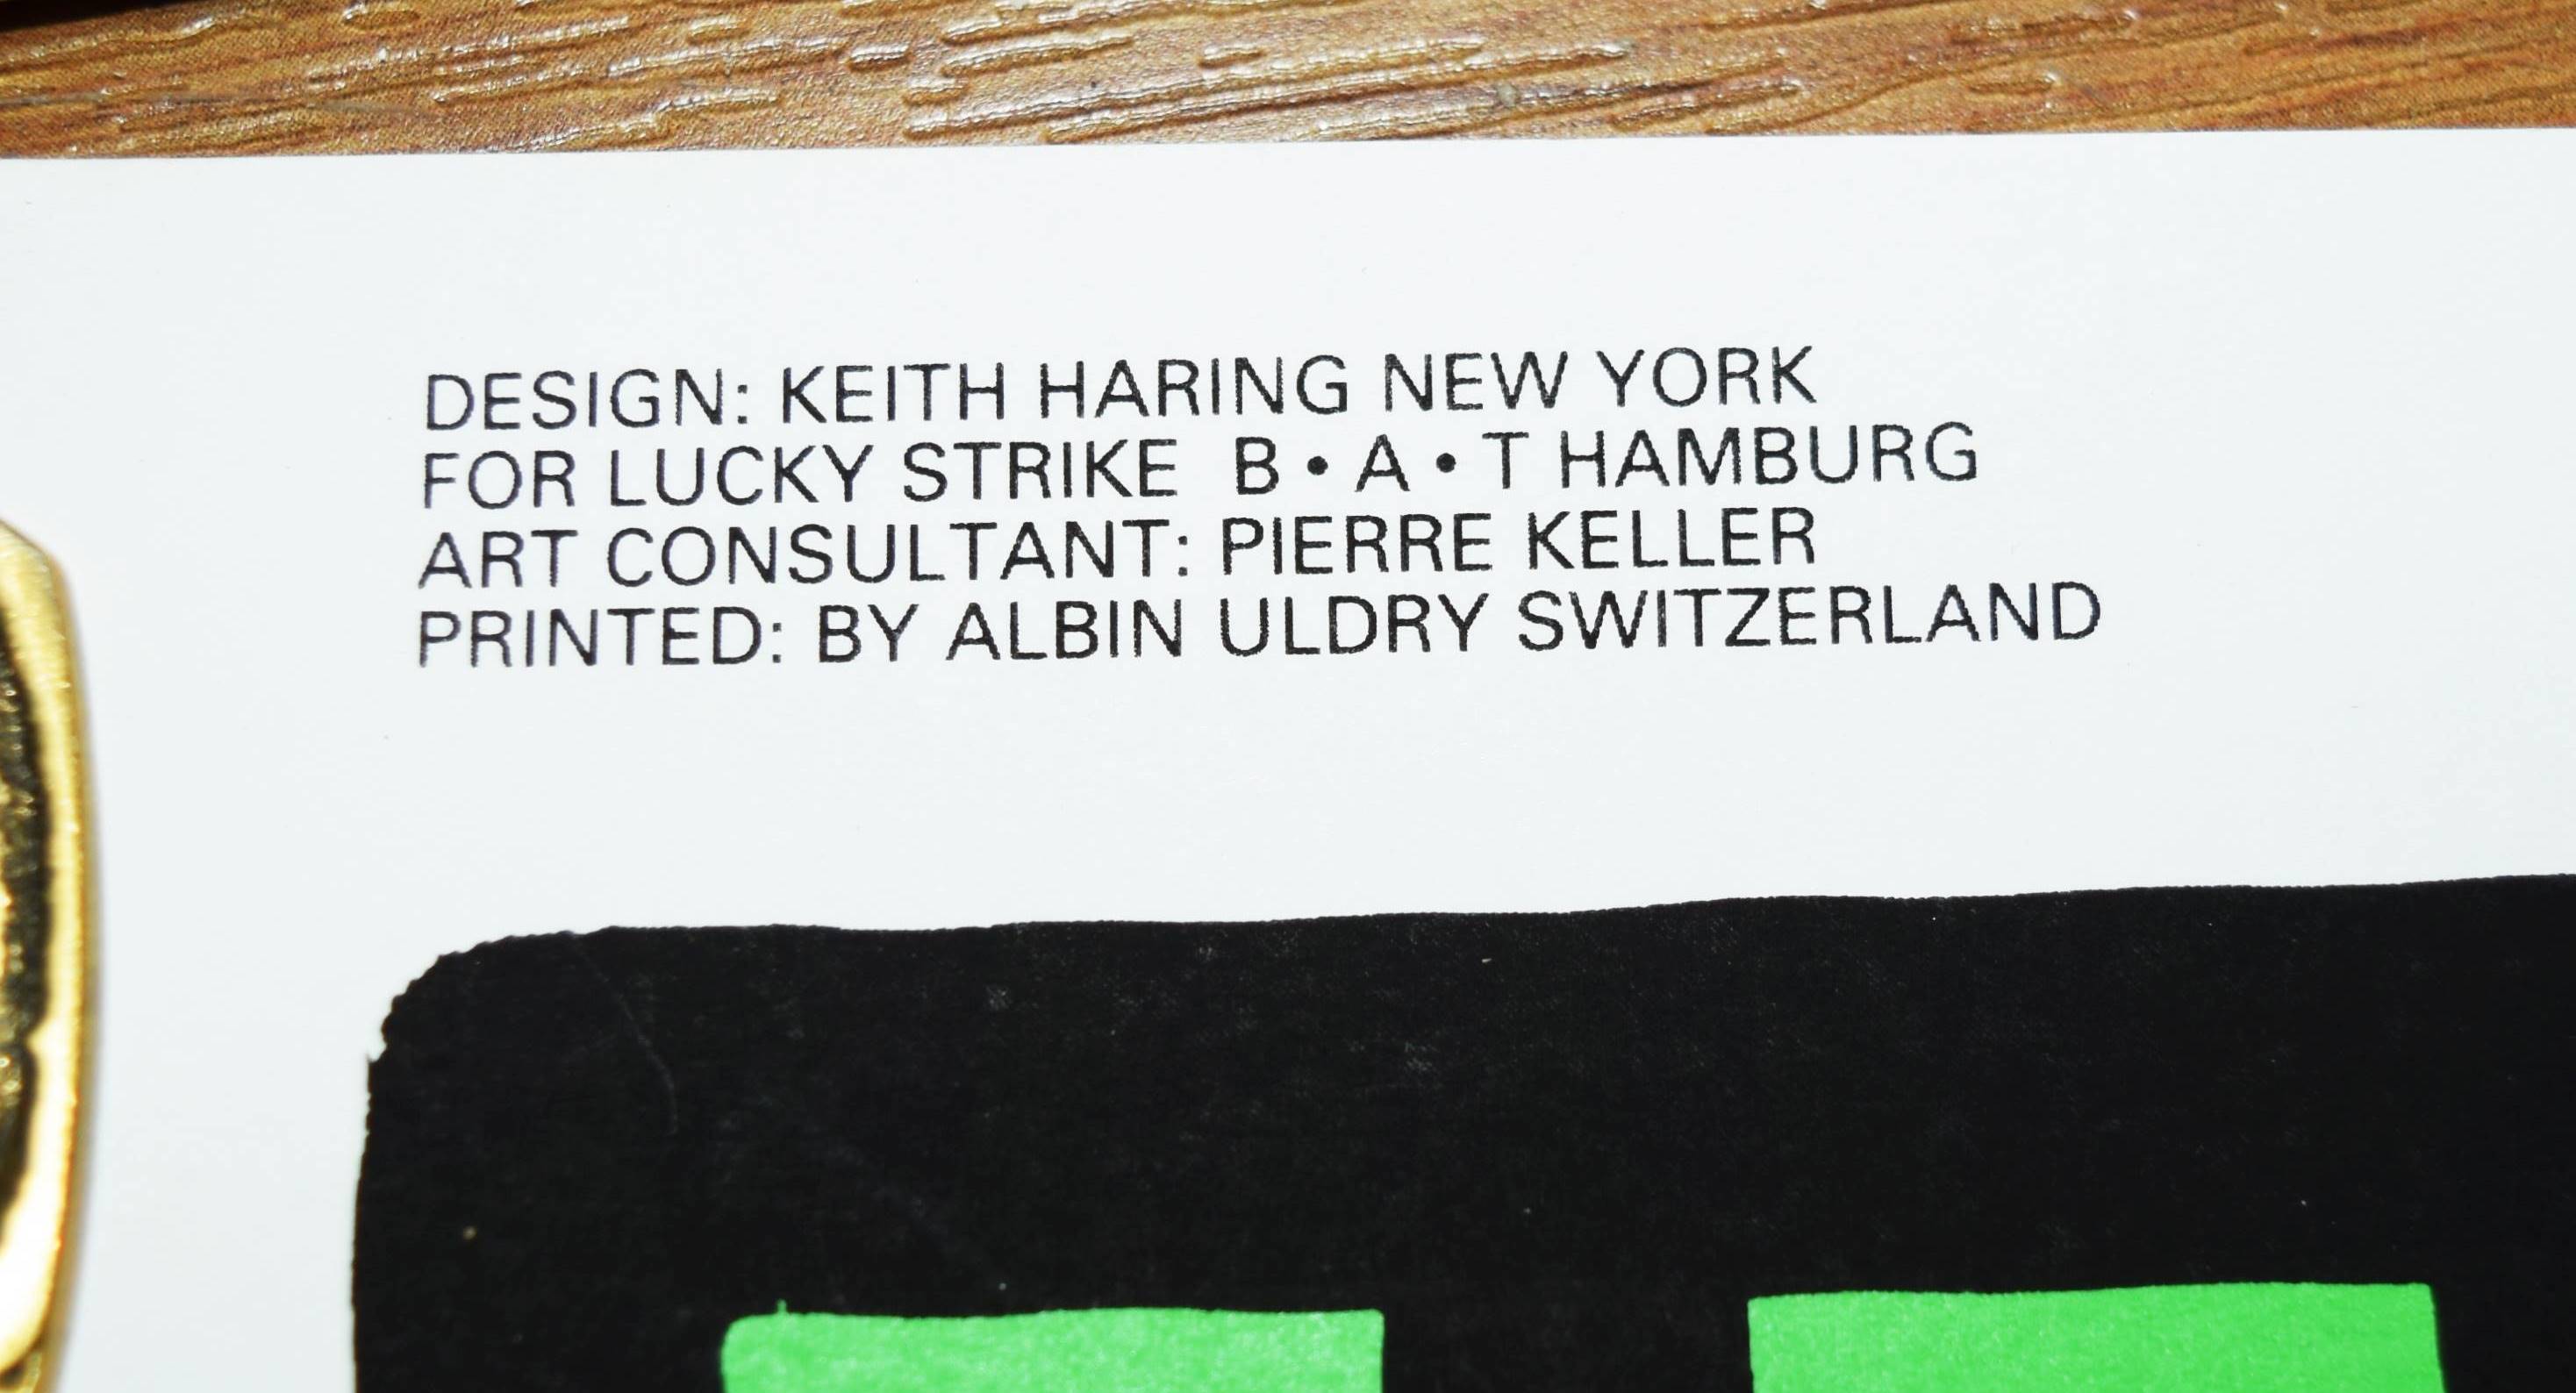 DESIGN: KEITH HARING NEW YORK
FOR LUCKY STRIKE B•A•T HAMBURG
ART CONSULTANT: PIERRE KELLER
PRINTED: BY ALBIN ULDRY SWITZERLAND